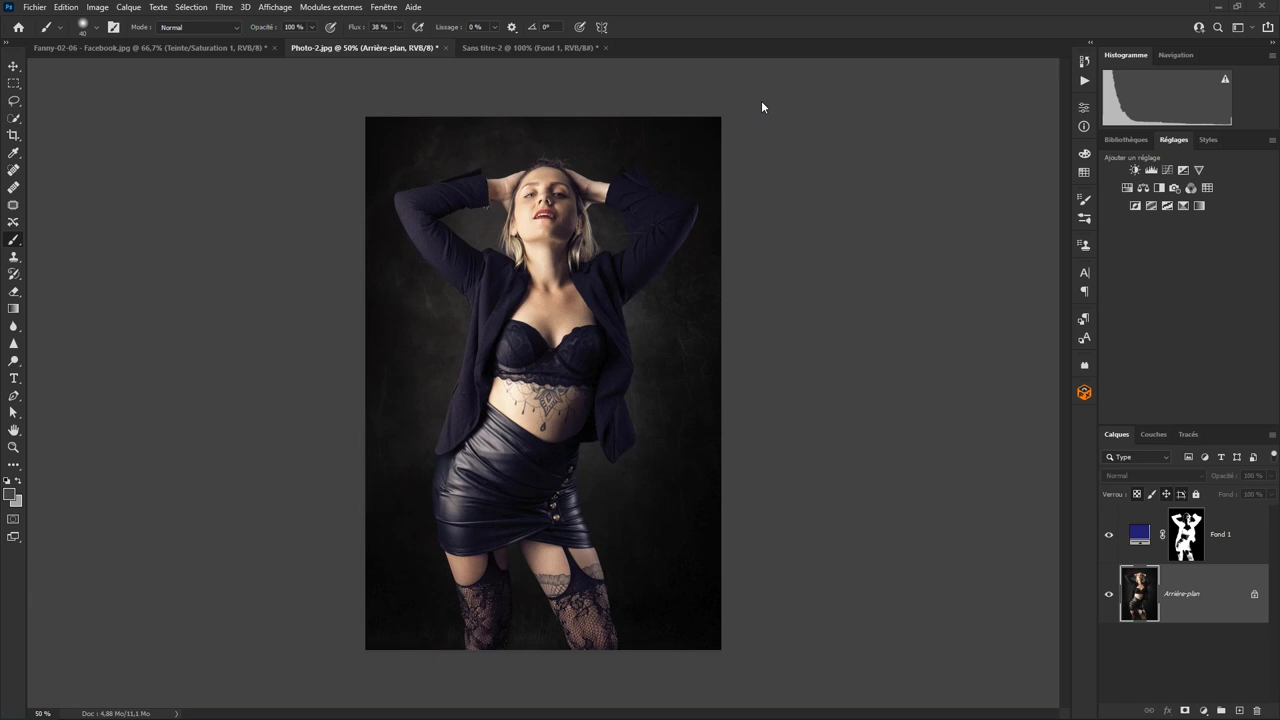 Ps Fichier Edition Image Calque Texte Sélection Filtre 3D Affichage Modules externes Fenêtre Aide
40 Mode : Normal Opacité : 100 % Flux : 38 % Lissage : 0 % 0°
Fanny-02-06 - Facebook.jpg @ 66,7% (Teinte/Saturation 1, RVB/8) * × Photo-2.jpg @ 50% (Arrière-plan, RVB/8) * × Sans titre-2 @ 100% (Fond 1, RVB/8#) * ×
Histogramme Navigation
Bibliothèques Réglages Styles
Ajouter un réglage
Calques Couches Tracés
Type
Normal Opacité : 100 %
Verrou : Fond : 100 %
Fond 1
Arrière-plan
50 % Doc : 4,88 Mo/11,1 Mo